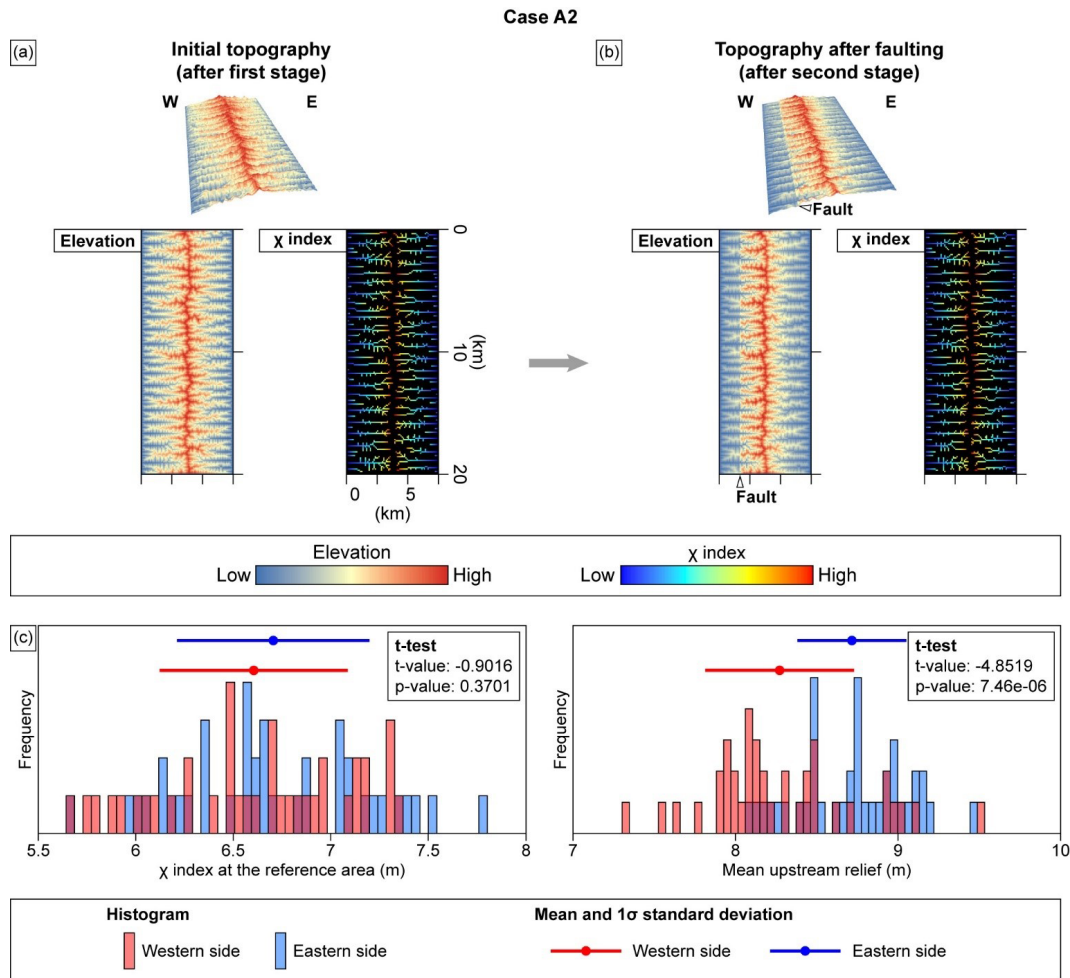 Case A2
(a)
Initial topography
(after first stage)
W
E
Elevation
χ index
0
10
20
(km)
0
5
(km)
(b)
Topography after faulting
(after second stage)
W
E
Fault
Elevation
χ index
Fault
Elevation
Low
High
χ index
Low
High
(c)
Frequency
t-test
t-value: -0.9016
p-value: 0.3701
5.5
6
6.5
7
7.5
8
χ index at the reference area (m)
Frequency
t-test
t-value: -4.8519
p-value: 7.46e-06
7
8
9
10
Mean upstream relief (m)
Histogram
Western side
Eastern side
Mean and 1σ standard deviation
Western side
Eastern side